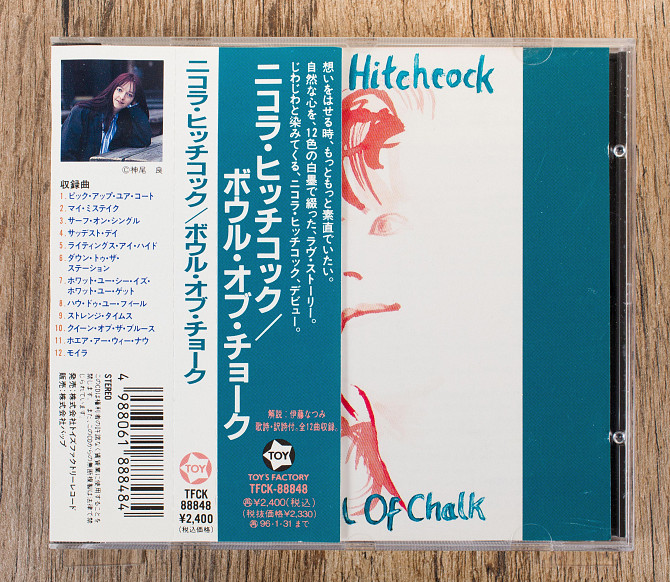 ©神尾 良
収録曲
1. ピック・アップ・ユア・コート
2. マイ・ミステイク
3. サーフ・オン・シングル
4. サッデスト・デイ
5. ライティングス・アイ・ハイド
6. ダウン・トゥ・ザ・
ステーション
7. ホワット・ユー・シー・イズ・
ホワット・ユー・ゲット
8. ハウ・ドゥ・ユー・フィール
9. ストレンジ・タイムス
10. クイーン・オブ・ザ・ブルース
11. ホエア・アー・ウィー・ナウ
12. モイラ
STEREO
発売：株式会社トイズファクトリーレコード
販売：株式会社バップ
4 988061 888484
ニコラ・ヒッチコック／ボウル・オブ・チョーク
TOY
TFCK
88848
¥2,400
(税込価格)
想いをはせる時、もっともっと素直でいたい。
自然な心を、12色の白墨で綴った、ラヴ・ストーリー。
じわじわと染みてくる、ニコラ・ヒッチコック、デビュー。
ニコラ・ヒッチコック／
ボウル・オブ・チョーク
解説：伊藤なつみ
歌詩・訳詩付。全12曲収録。
TOY
TOY'S FACTORY
TFCK-88848
¥2,400(税込)
(税抜価格¥2,330)
96・1・31まで
Hitchcock
L Of Chalk